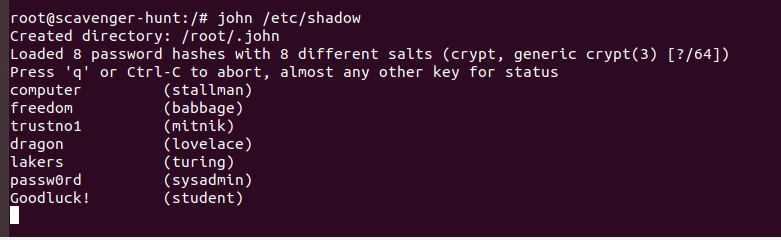 root@scavenger-hunt:/# john /etc/shadow
Created directory: /root/.john
Loaded 8 password hashes with 8 different salts (crypt, generic crypt(3) [?/64])
Press 'q' or Ctrl-C to abort, almost any other key for status
computer         (stallman)
freedom          (babbage)
trustno1         (mitnik)
dragon           (lovelace)
lakers           (turing)
passw0rd         (sysadmin)
Goodluck!        (student)